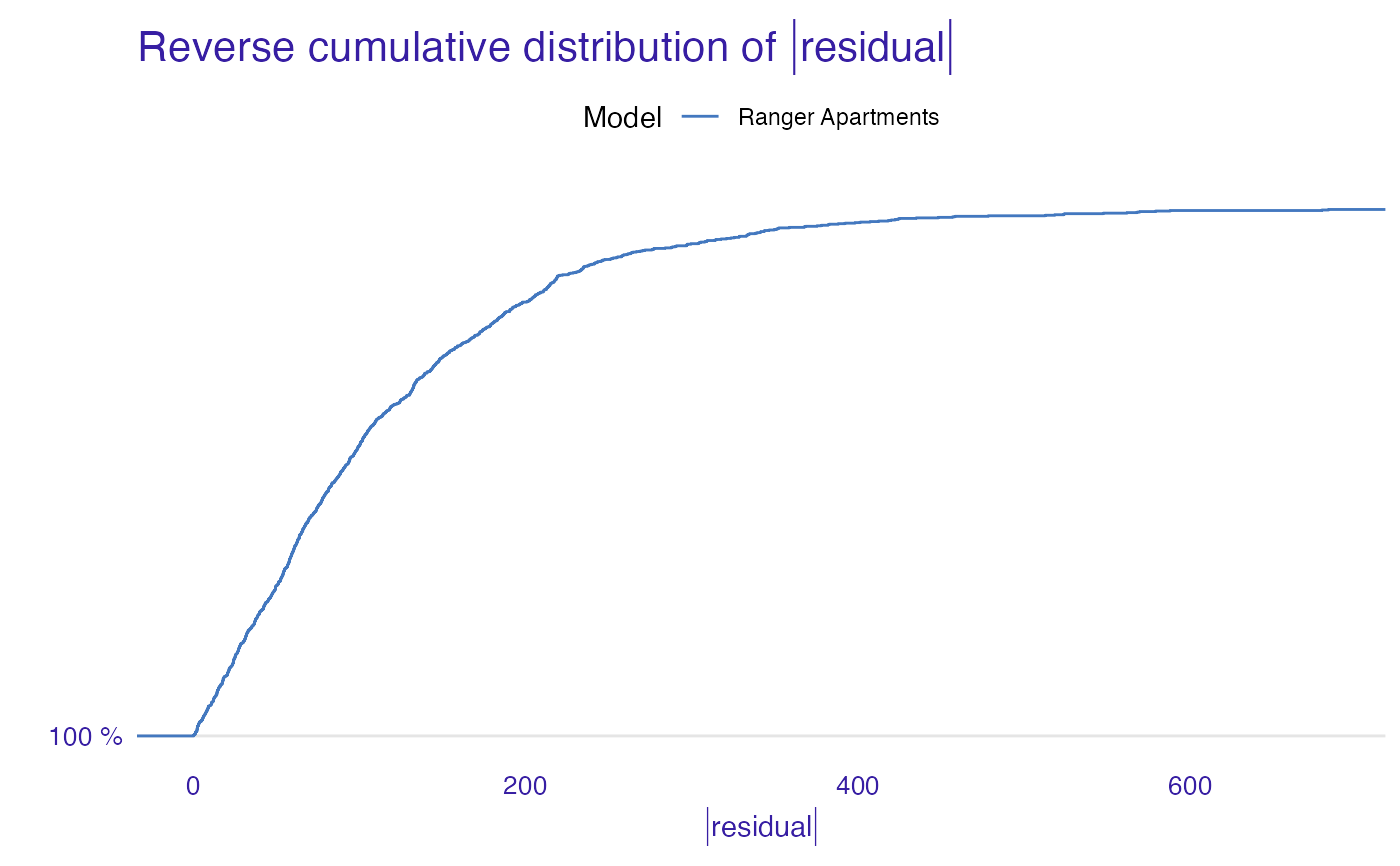 Reverse cumulative distribution of |residual|
Model Ranger Apartments
100 %
0 200 400 600
|residual|